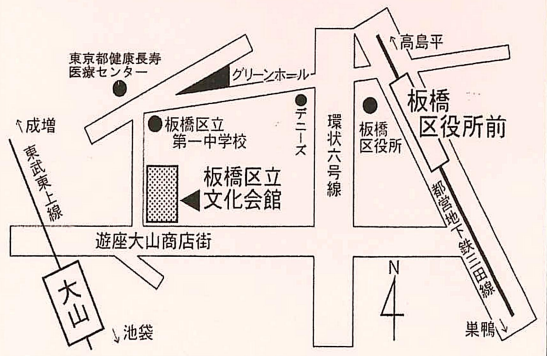 東京都健康長寿
医療センター
グリーンホール
↖高島平
板橋
区役所前
↖成増
東武東上線
板橋区立
第一中学校
デニーズ
環状六号線
板橋
区役所
板橋区立
文化会館
都営地下鉄三田線
遊座大山商店街
大山
↘池袋
N
巣鴨